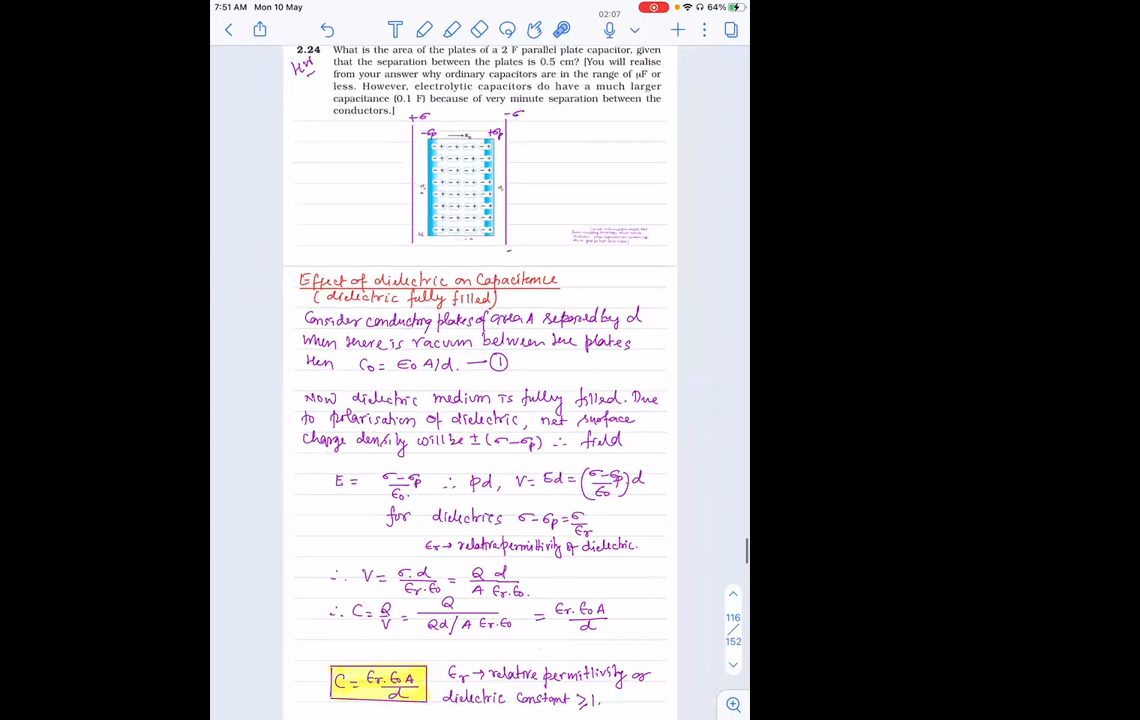 7:51 AM Mon 10 May
02:07
64%
2.24 What is the area of the plates of a 2 F parallel plate capacitor, given
that the separation between the plates is 0.5 cm? [You will realise
from your answer why ordinary capacitors are in the range of µF or
less. However, electrolytic capacitors do have a much larger
capacitance (0.1 F) because of very minute separation between the
conductors.]
HW
+σ -σ
-σp +σp
Effect of dielectric on Capacitance
(dielectric fully filled)
Consider conducting plates of area A separated by d
when there is vacuum between the plates
then C₀ = ε₀ A/d. — ①
Now dielectric medium is fully filled. Due
to polarisation of dielectric, net surface
charge density will be ± (σ-σp) ∴ field
E = σ-σp/ε₀. ∴ pd, V = Ed = (σ-σp/ε₀) d
for dielectrics σ-σp = σ/εr
εr → relative permittivity of dielectric.
∴ V = σ.d/εr.ε₀ = Q d/A εr.ε₀.
∴ C = Q/V = Q/Qd/A εr.ε₀ = εr.ε₀ A/d
C = εr.ε₀ A/d εr → relative permittivity or
dielectric constant ≥ 1.
116
152